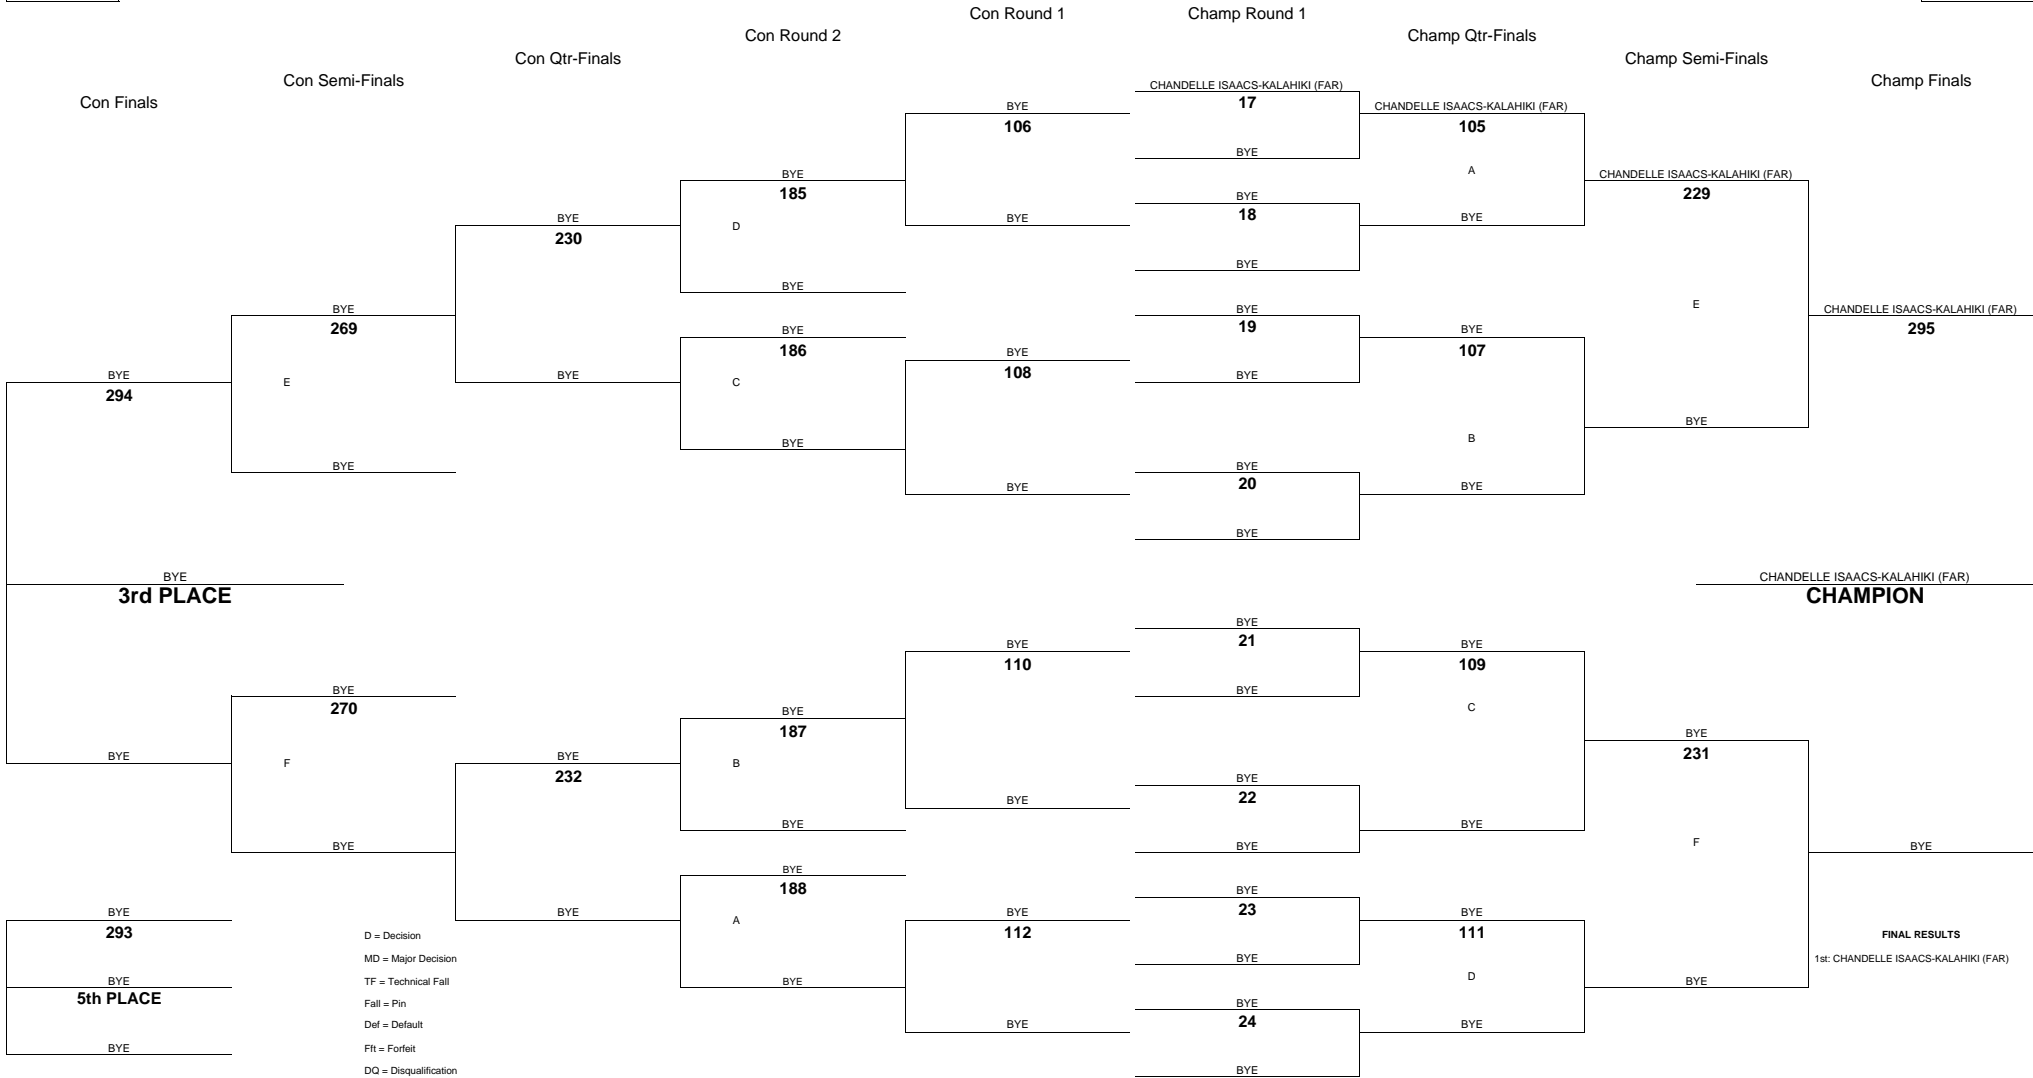 Con Round 1
Champ Round 1
Con Round 2
Champ Qtr-Finals
Con Qtr-Finals
Champ Semi-Finals
Con Semi-Finals
Champ Finals
Con Finals
CHANDELLE ISAACS-KALAHIKI (FAR)
17
BYE
106
CHANDELLE ISAACS-KALAHIKI (FAR)
105
BYE
A
BYE
185
CHANDELLE ISAACS-KALAHIKI (FAR)
229
BYE
18
BYE
230
D
BYE
BYE
BYE
BYE
E
BYE
269
BYE
19
CHANDELLE ISAACS-KALAHIKI (FAR)
295
BYE
186
BYE
107
BYE
108
BYE
294
E
BYE
C
BYE
BYE
B
BYE
BYE
BYE
BYE
20
BYE
BYE
BYE
BYE
3rd PLACE
CHANDELLE ISAACS-KALAHIKI (FAR)
CHAMPION
BYE
21
BYE
110
BYE
109
BYE
270
BYE
C
BYE
187
BYE
231
BYE
F
BYE
232
B
BYE
22
BYE
BYE
BYE
BYE
BYE
F
BYE
BYE
188
BYE
23
BYE
293
BYE
A
BYE
112
BYE
111
D = Decision
FINAL RESULTS
MD = Major Decision
BYE
1st: CHANDELLE ISAACS-KALAHIKI (FAR)
BYE
TF = Technical Fall
BYE
D
BYE
5th PLACE
Fall = Pin
BYE
24
Def = Default
BYE
BYE
BYE
Fft = Forfeit
DQ = Disqualification
BYE